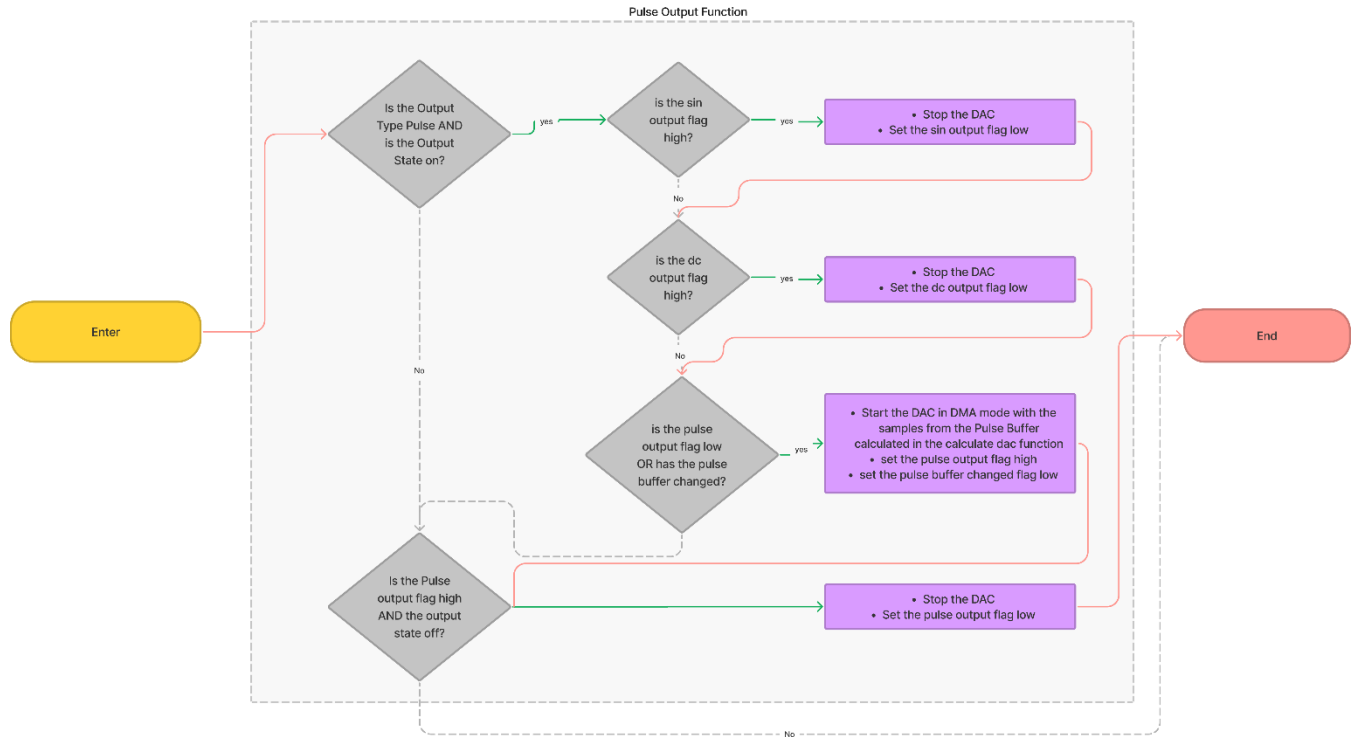 Pulse Output Function
Is the Output
Type Pulse AND
is the Output
State on?
yes
is the sin
output flag
high?
yes
• Stop the DAC
• Set the sin output flag low
No
is the dc
output flag
high?
yes
• Stop the DAC
• Set the dc output flag low
Enter
End
No
No
is the pulse
output flag low
OR has the pulse
buffer changed?
yes
• Start the DAC in DMA mode with the
samples from the Pulse Buffer
calculated in the calculate dac function
• set the pulse output flag high
• set the pulse buffer changed flag low
Is the Pulse
output flag high
AND the output
state off?
• Stop the DAC
• Set the pulse output flag low
No